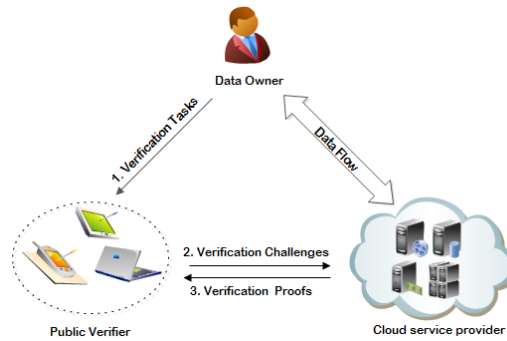 Data Owner
1. Verification Tasks
Data Flow
2. Verification Challenges
3. Verification Proofs
Public Verifier
Cloud service provider